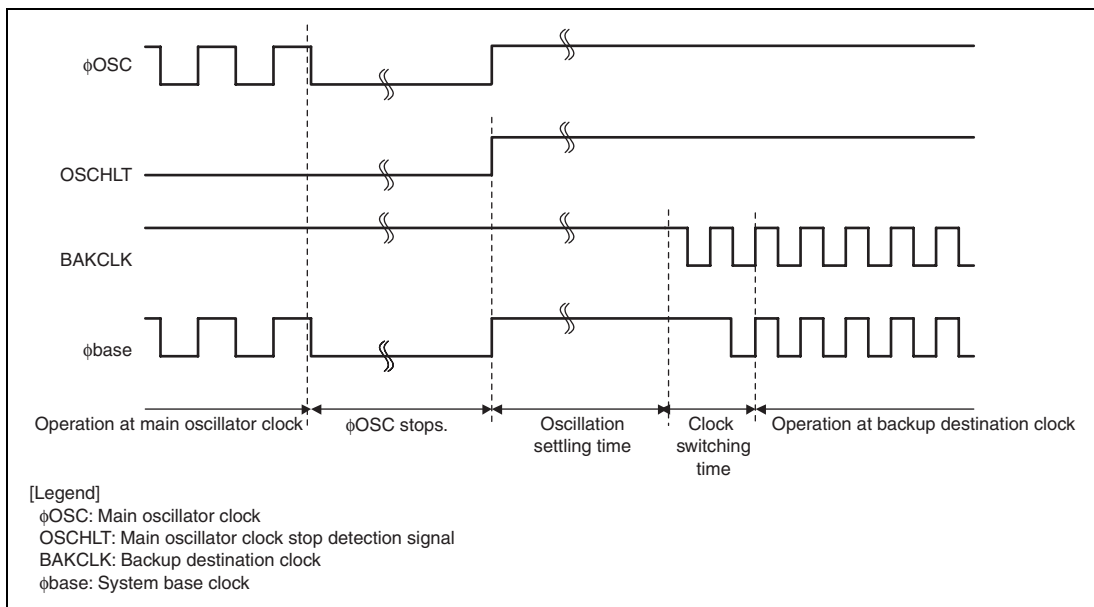 φOSC
OSCHLT
BAKCLK
φbase
Operation at main oscillator clock
φOSC stops.
Oscillation
settling time
Clock
switching
time
Operation at backup destination clock
[Legend]
φOSC: Main oscillator clock
OSCHLT: Main oscillator clock stop detection signal
BAKCLK: Backup destination clock
φbase: System base clock